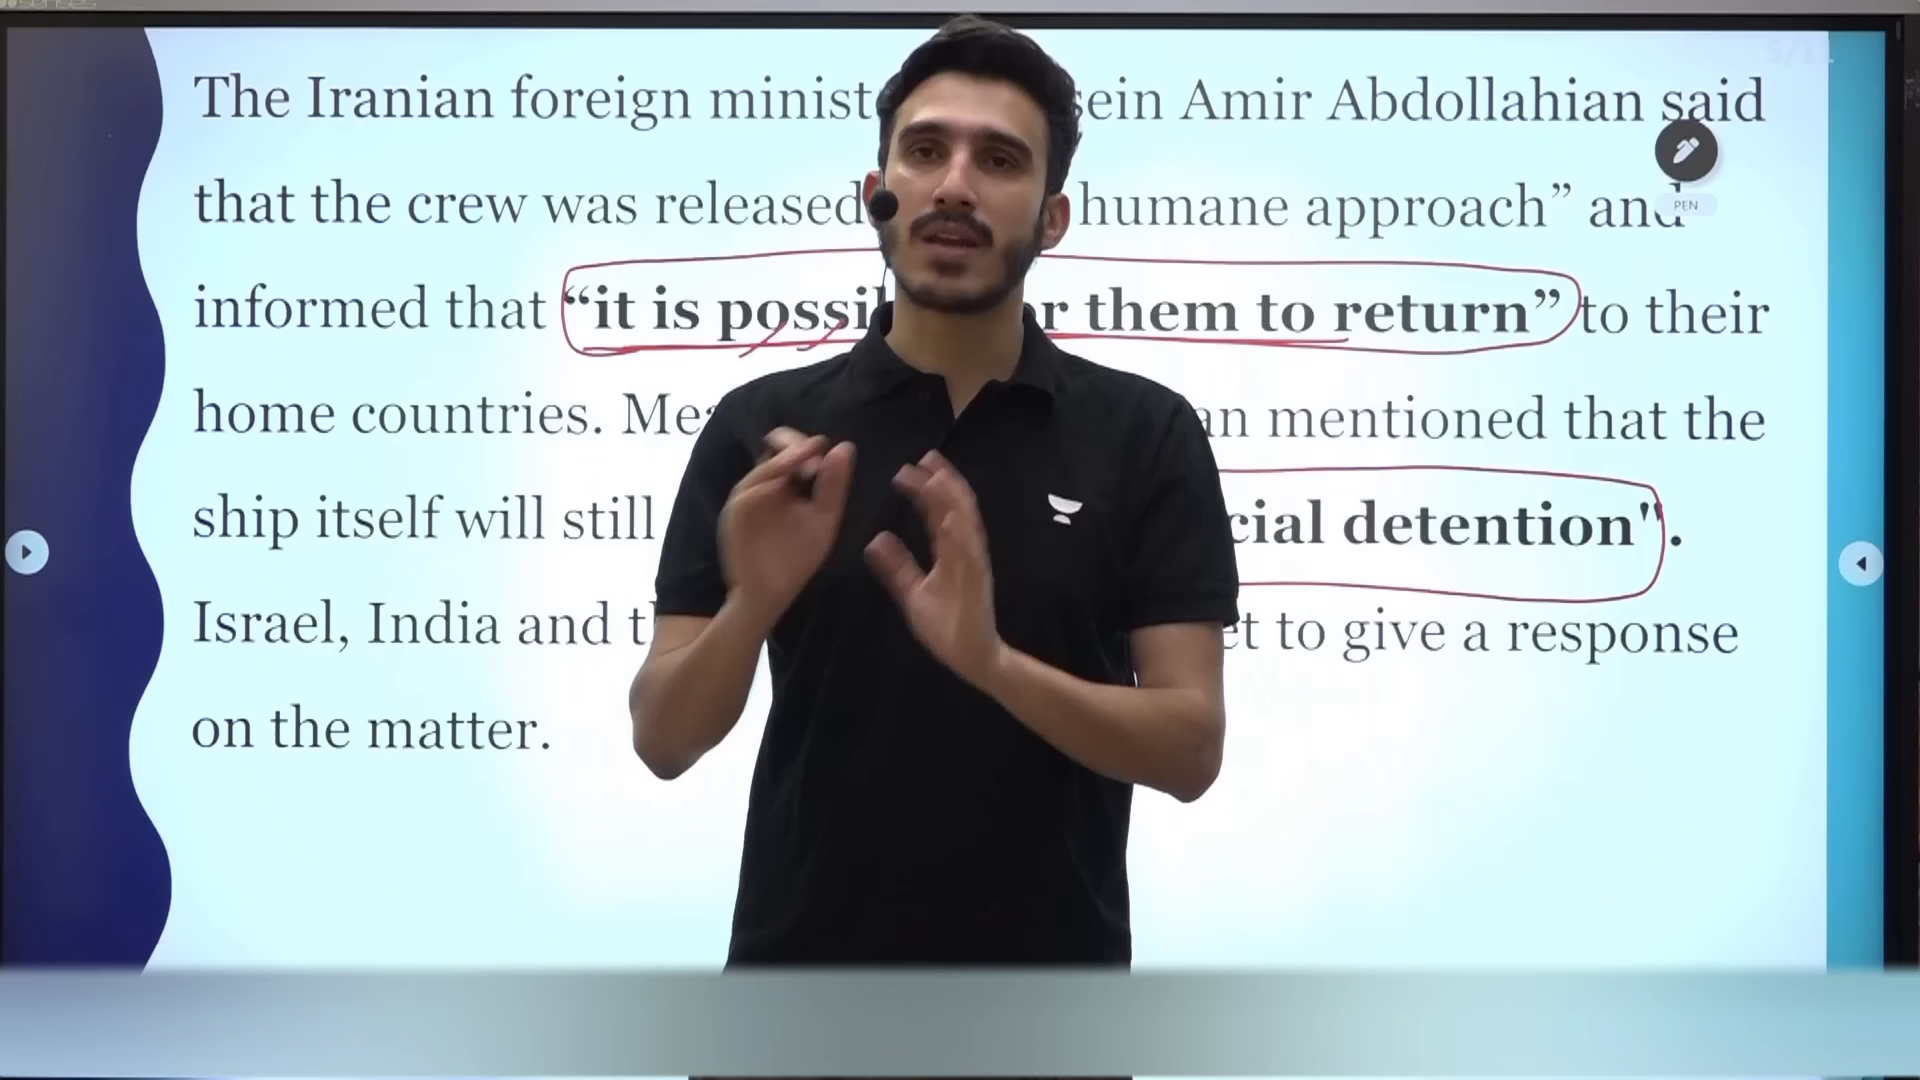 The Iranian foreign minist sein Amir Abdollahian said
that the crew was released humane approach” and
PEN
informed that “it is possi r them to return” to their
home countries. Mea an mentioned that the
ship itself will still cial detention".
Israel, India and t et to give a response
on the matter.